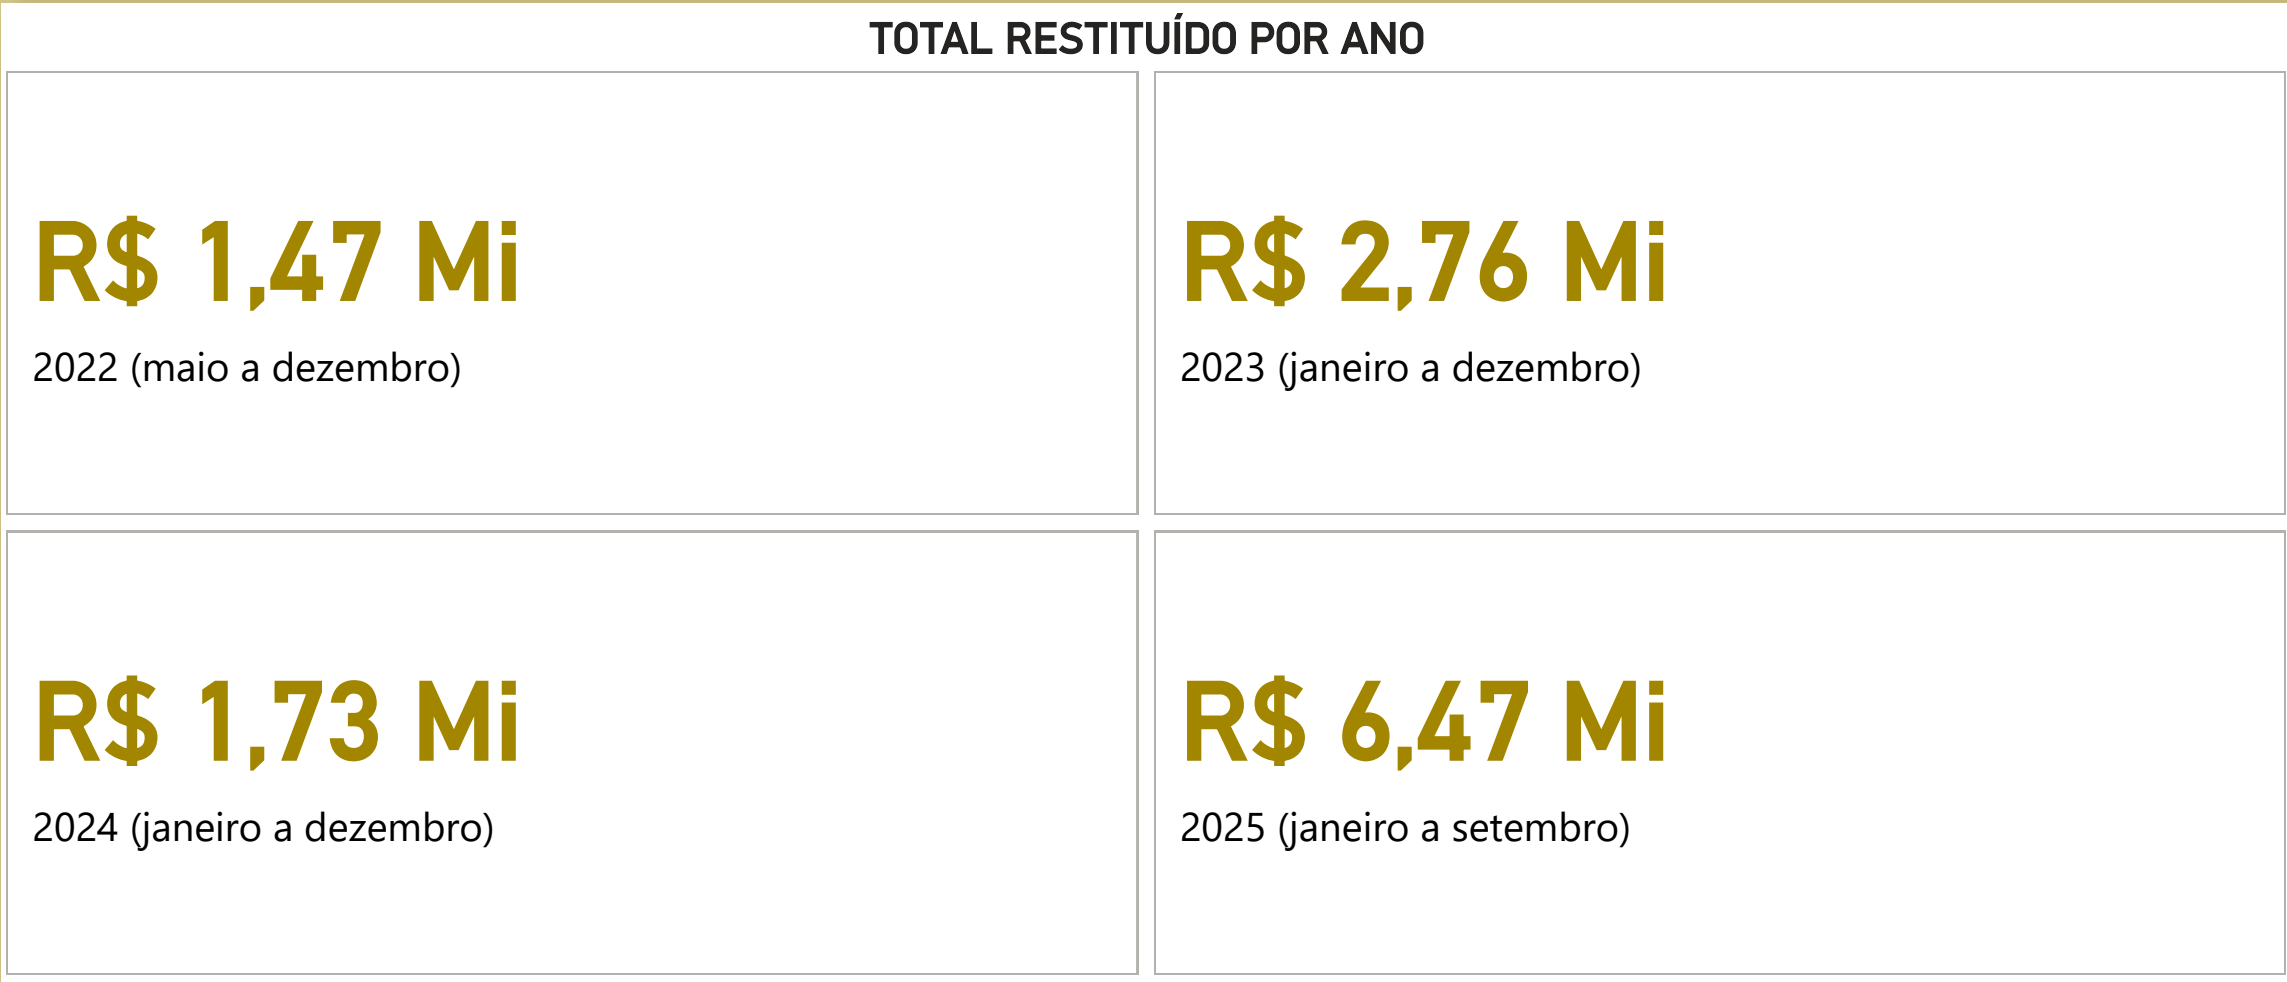 TOTAL RESTITUÍDO POR ANO
R$ 1,47 Mi
2022 (maio a dezembro)
R$ 2,76 Mi
2023 (janeiro a dezembro)
R$ 1,73 Mi
2024 (janeiro a dezembro)
R$ 6,47 Mi
2025 (janeiro a setembro)